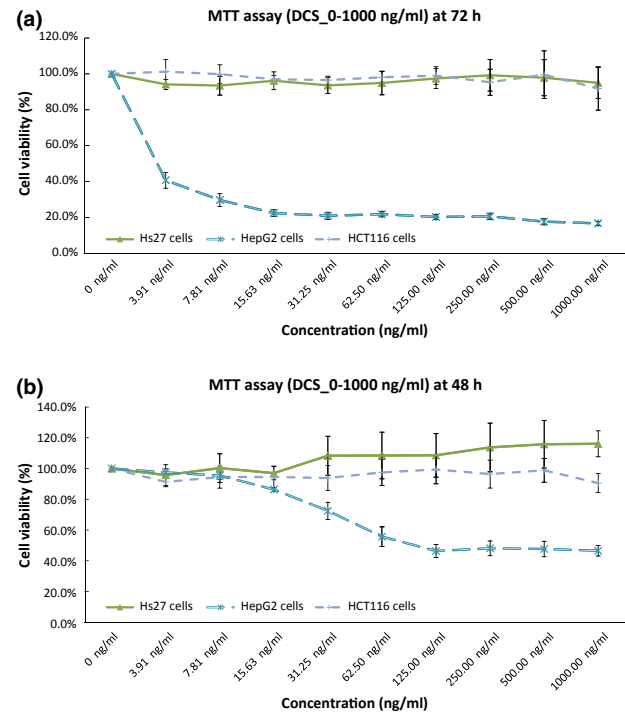 (a)
MTT assay (DCS_0-1000 ng/ml) at 72 h
120.0%
100.0%
80.0%
60.0%
40.0%
20.0%
0.0%
Cell viability (%)
Hs27 cells HepG2 cells HCT116 cells
0 ng/ml 3.91 ng/ml 7.81 ng/ml 15.63 ng/ml 31.25 ng/ml 62.50 ng/ml 125.00 ng/ml 250.00 ng/ml 500.00 ng/ml 1000.00 ng/ml
Concentration (ng/ml)
(b)
MTT assay (DCS_0-1000 ng/ml) at 48 h
140.0%
120.0%
100.0%
80.0%
60.0%
40.0%
20.0%
0.0%
Cell viability (%)
Hs27 cells HepG2 cells HCT116 cells
0 ng/ml 3.91 ng/ml 7.81 ng/ml 15.63 ng/ml 31.25 ng/ml 62.50 ng/ml 125.00 ng/ml 250.00 ng/ml 500.00 ng/ml 1000.00 ng/ml
Concentration (ng/ml)